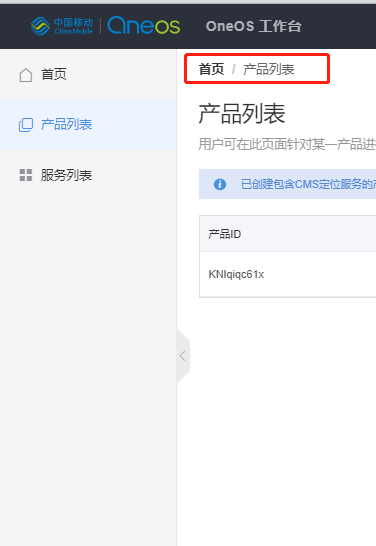 中国移动
China Mobile
OneOS
OneOS 工作台
首页
产品列表
服务列表
首页 / 产品列表
产品列表
用户可在此页面针对某一产品进
已创建包含CMS定位服务的
产品ID
KNIqiqc61x